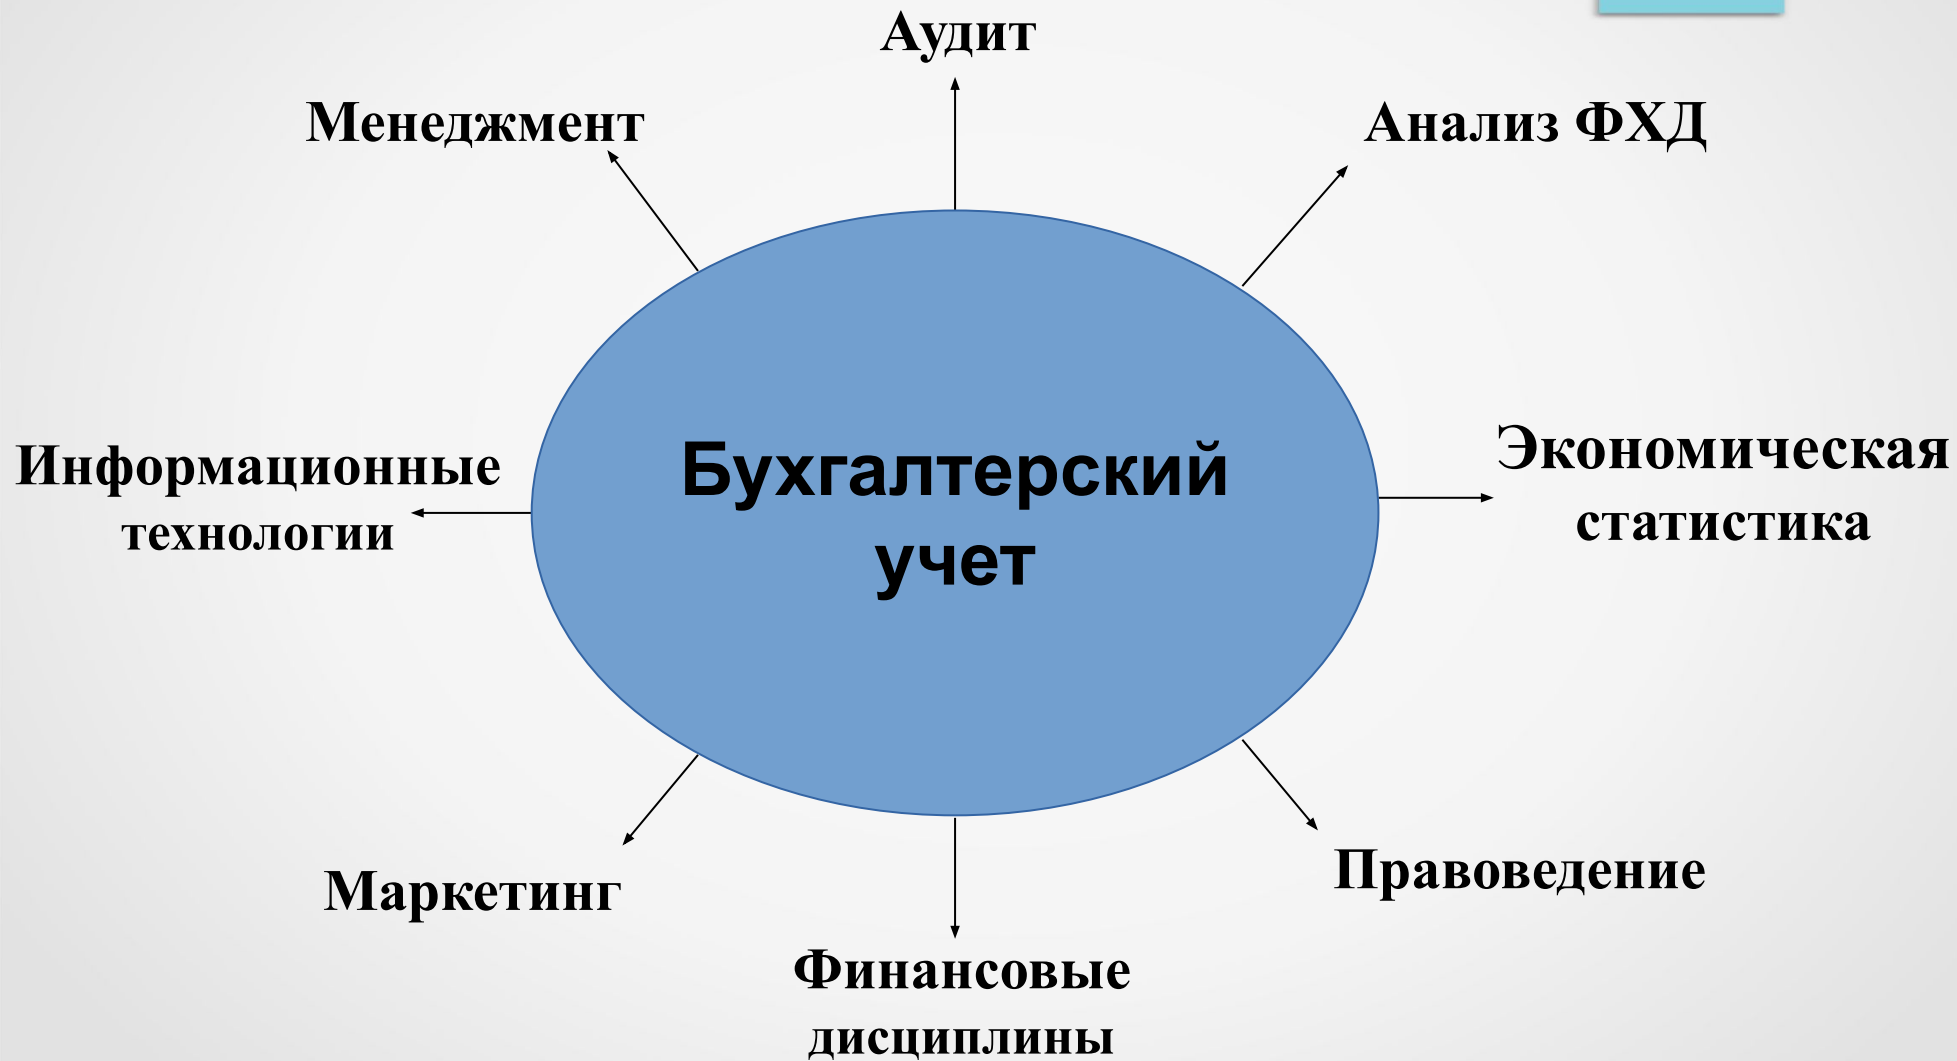 Аудит
Менеджмент
Анализ ФХД
Информационные
технологии
Бухгалтерский
учет
Экономическая
статистика
Маркетинг
Правоведение
Финансовые
дисциплины